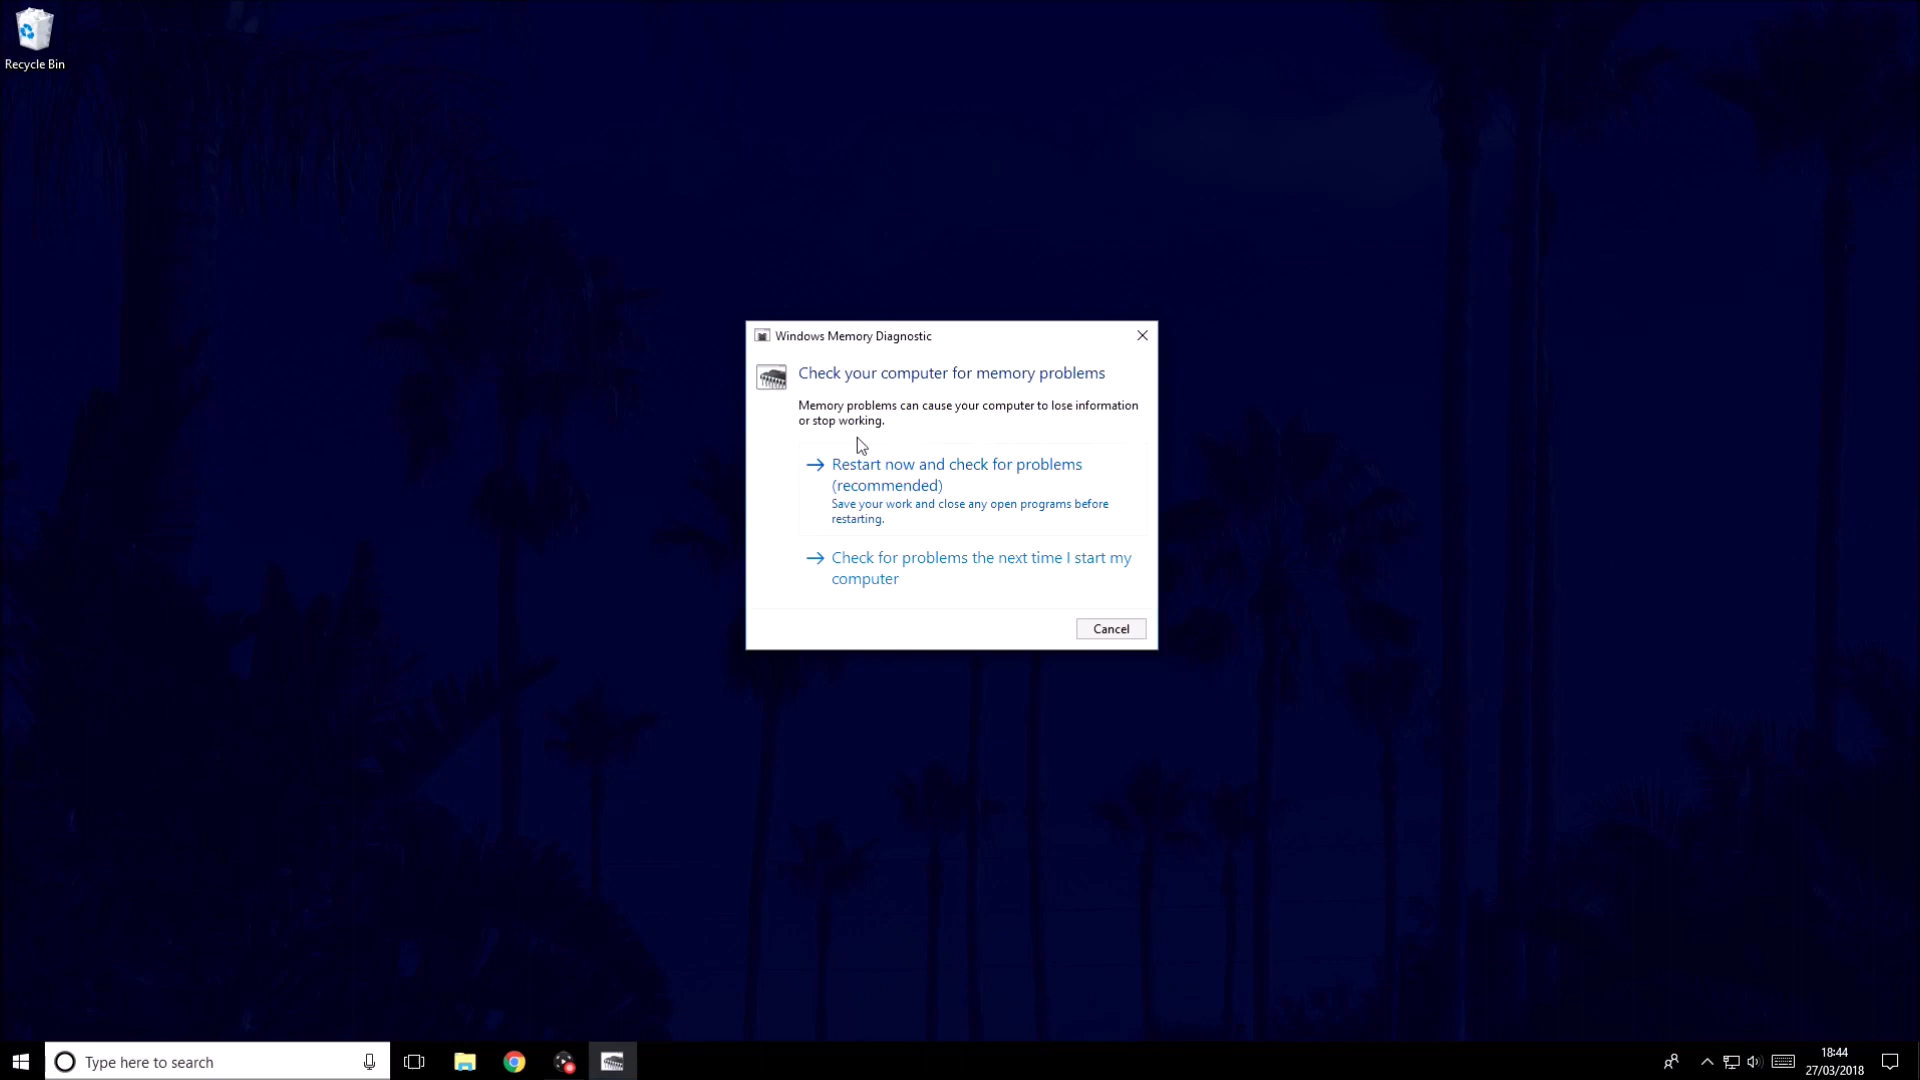 Recycle Bin
Windows Memory Diagnostic
Check your computer for memory problems
Memory problems can cause your computer to lose information
or stop working.
Restart now and check for problems
(recommended)
Save your work and close any open programs before
restarting.
Check for problems the next time I start my
computer
Cancel
Type here to search
18:44
27/03/2018